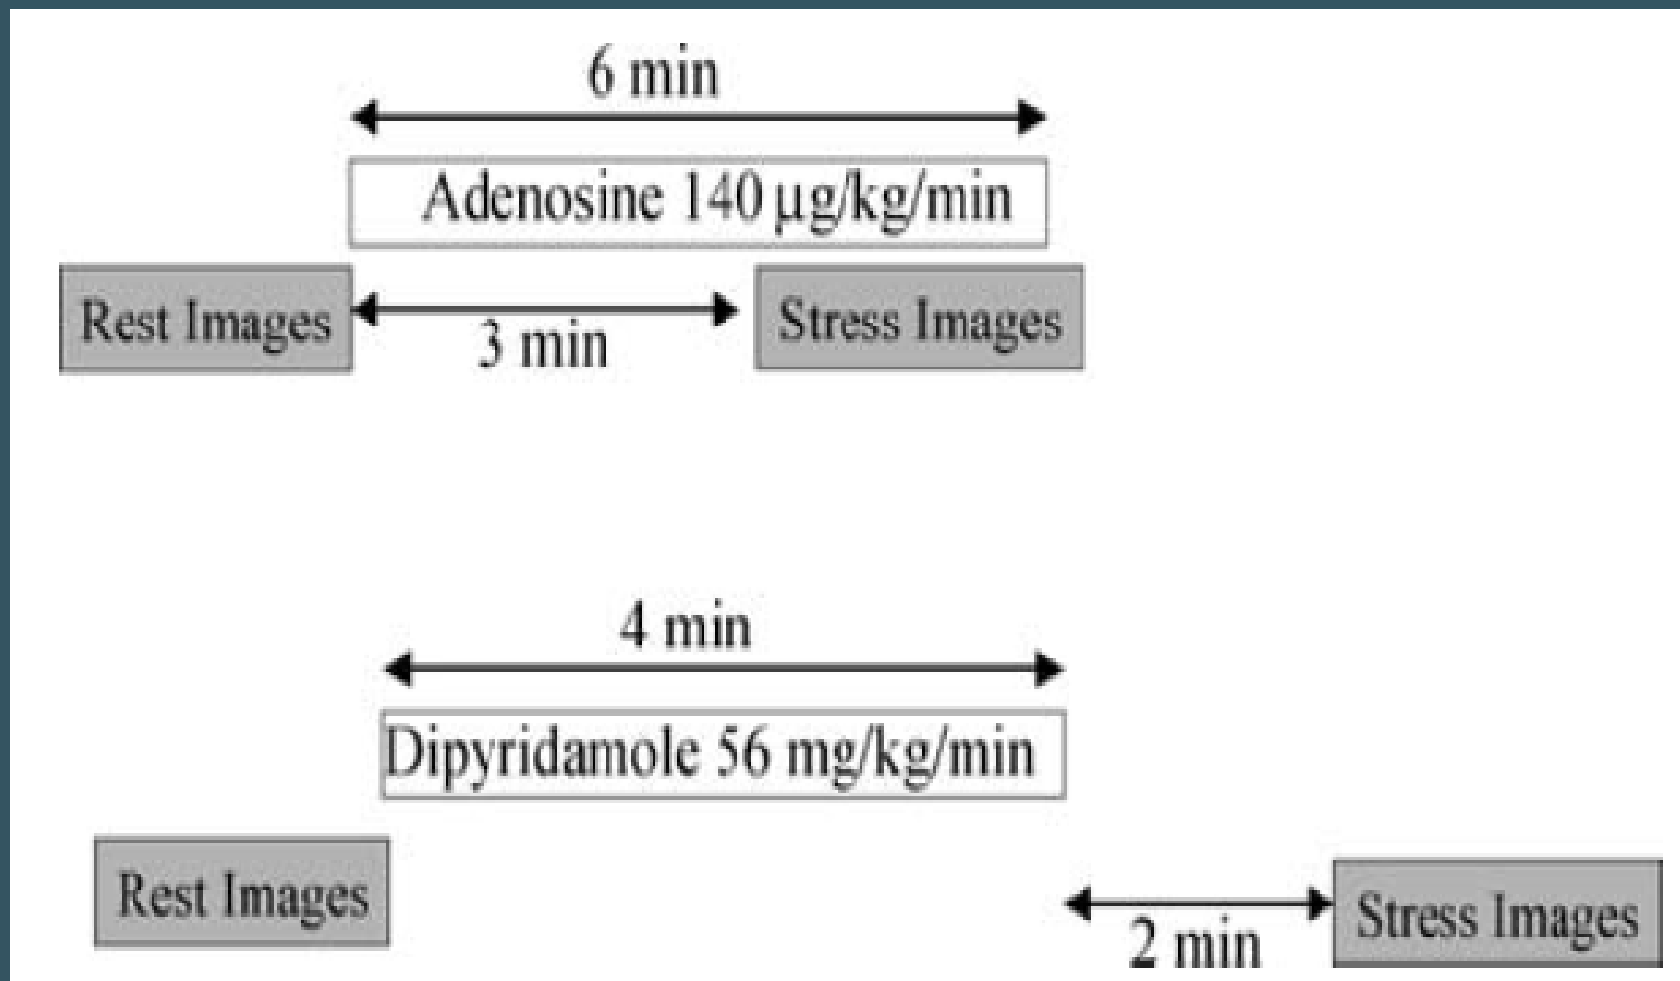 6 min
Adenosine 140 μg/kg/min
Rest Images
3 min
Stress Images
4 min
Dipyridamole 56 mg/kg/min
Rest Images
2 min
Stress Images